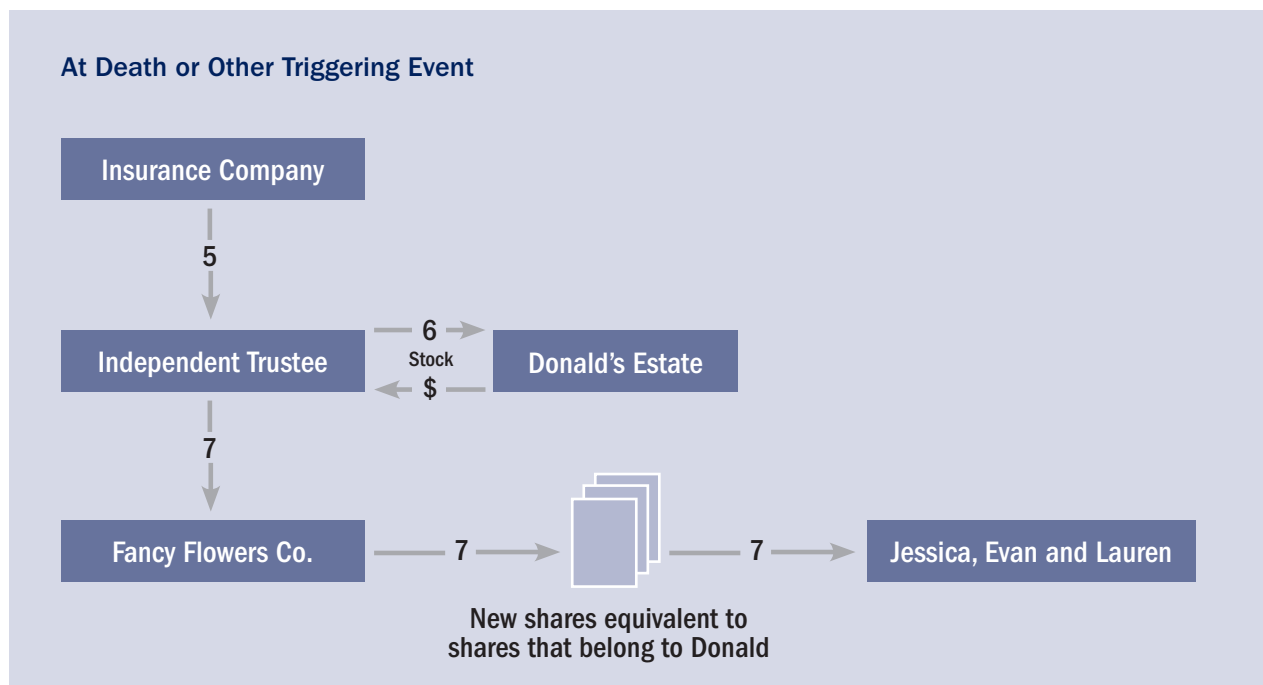 At Death or Other Triggering Event
Insurance Company
5
Independent Trustee
6
Stock
$
Donald’s Estate
7
Fancy Flowers Co.
7
New shares equivalent to
shares that belong to Donald
7
Jessica, Evan and Lauren